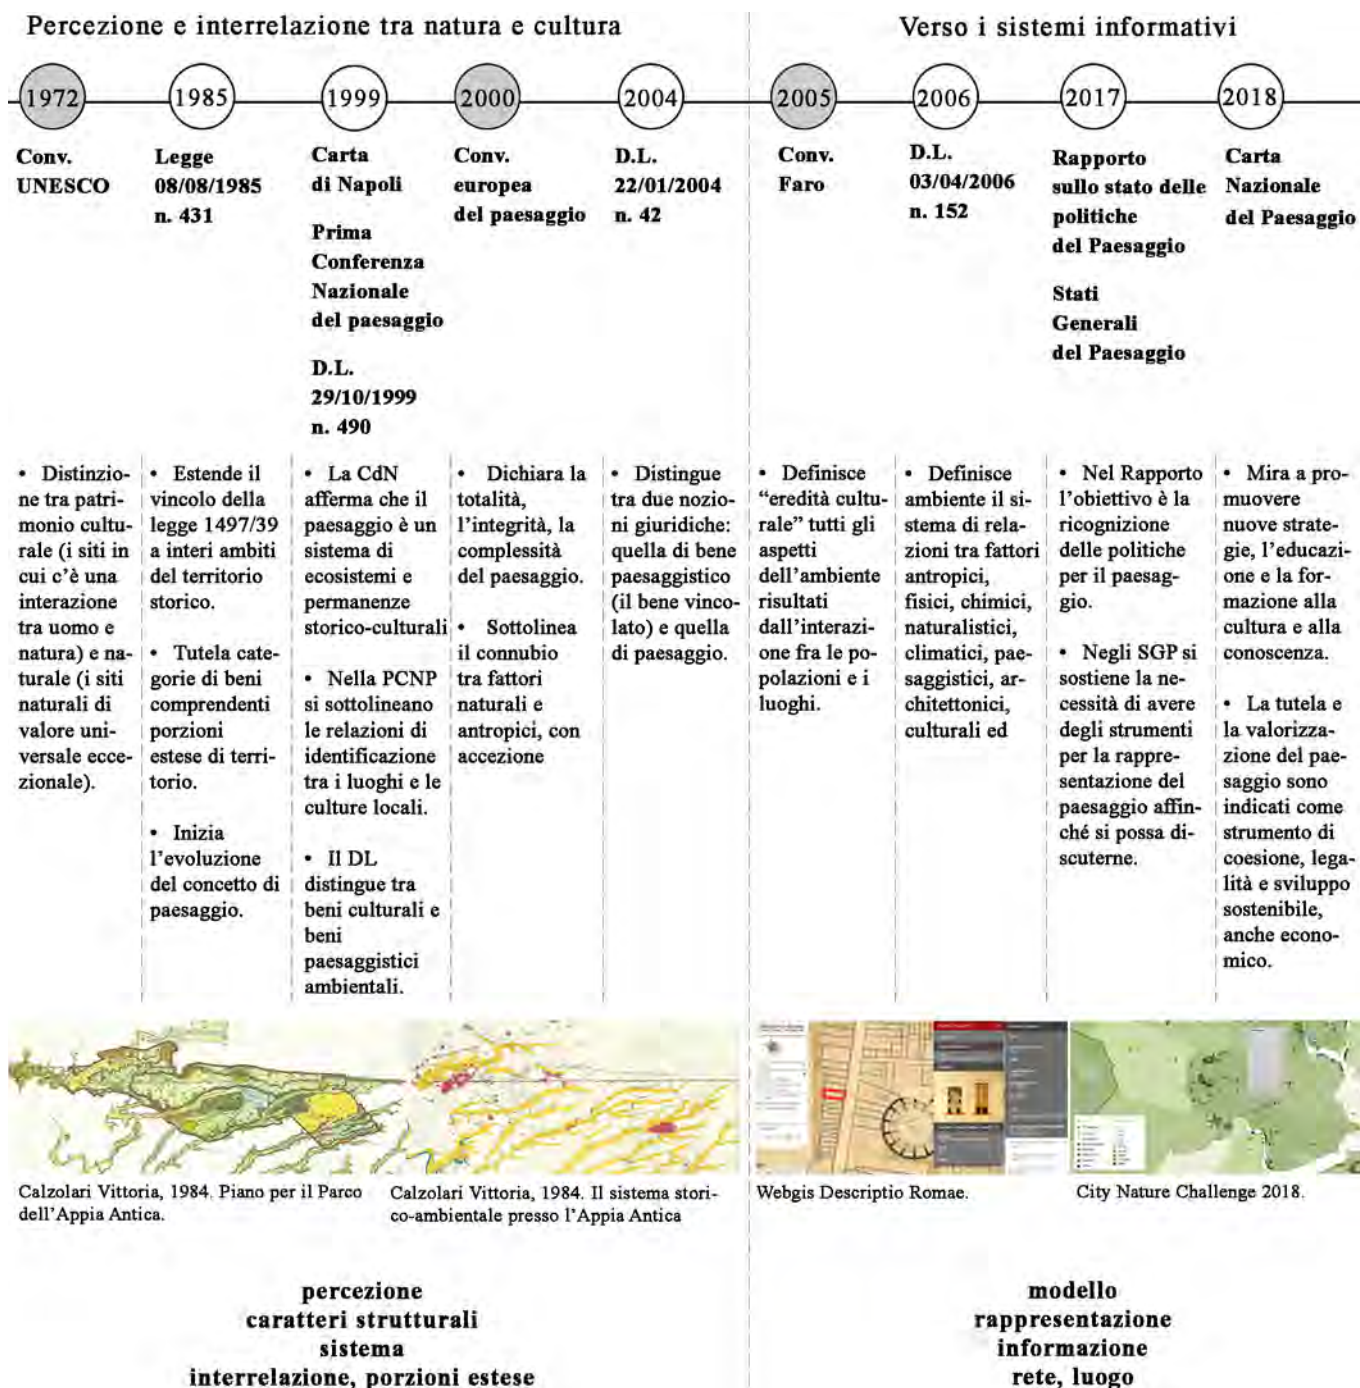 Percezione e interrelazione tra natura e cultura
Verso i sistemi informativi
1972
1985
1999
2000
2004
2005
2006
2017
2018
Conv.
UNESCO
Legge
08/08/1985
n. 431
Carta
di Napoli
Prima
Conferenza
Nazionale
del paesaggio
D.L.
29/10/1999
n. 490
Conv.
europea
del paesaggio
D.L.
22/01/2004
n. 42
Conv.
Faro
D.L.
03/04/2006
n. 152
Rapporto
sullo stato delle
politiche
del Paesaggio
Stati
Generali
del Paesaggio
Carta
Nazionale
del Paesaggio
• Distinzio-
ne tra patri-
monio cultu-
rale (i siti in
cui c'è una
interazione
tra uomo e
natura) e na-
turale (i siti
naturali di
valore uni-
versale ecce-
zionale).
• Estende il
vincolo della
legge 1497/39
a interi ambiti
del territorio
storico.
• Tutela cate-
gorie di beni
comprendenti
porzioni
estese di terri-
torio.
• Inizia
l'evoluzione
del concetto di
paesaggio.
• La CdN
afferma che il
paesaggio è un
sistema di
ecosistemi e
permanenze
storico-culturali
• Nella PCNP
si sottolineano
le relazioni di
identificazione
tra i luoghi e le
culture locali.
• Il DL
distingue tra
beni culturali e
beni
paesaggistici
ambientali.
• Dichiara la
totalità,
l'integrità, la
complessità
del paesaggio.
• Sottolinea
il connubio
tra fattori
naturali e
antropici, con
accezione
• Distingue
tra due nozio-
ni giuridiche:
quella di bene
paesaggistico
(il bene vinco-
lato) e quella
di paesaggio.
• Definisce
“eredità cultu-
rale” tutti gli
aspetti
dell'ambiente
risultati
dall'interazi-
one fra le po-
polazioni e i
luoghi.
• Definisce
ambiente il si-
stema di rela-
zioni tra fattori
antropici,
fisici, chimici,
naturalistici,
climatici, pae-
saggistici, ar-
chitettonici,
culturali ed
• Nel Rapporto
l'obiettivo è la
ricognizione
delle politiche
per il paesag-
gio.
• Negli SGP si
sostiene la ne-
cessità di avere
degli strumenti
per la rappre-
sentazione del
paesaggio affin-
ché si possa di-
scuterne.
• Mira a pro-
muovere
nuove strate-
gie, l'educazi-
one e la for-
mazione alla
cultura e alla
conoscenza.
• La tutela e
la valorizza-
zione del pae-
saggio sono
indicati come
strumento di
coesione, lega-
lità e sviluppo
sostenibile,
anche econo-
mico.
Calzolari Vittoria, 1984. Piano per il Parco
dell'Appia Antica.
Calzolari Vittoria, 1984. Il sistema stori-
co-ambientale presso l'Appia Antica
Webgis Descriptio Romae.
City Nature Challenge 2018.
percezione
caratteri strutturali
sistema
interrelazione, porzioni estese
modello
rappresentazione
informazione
rete, luogo